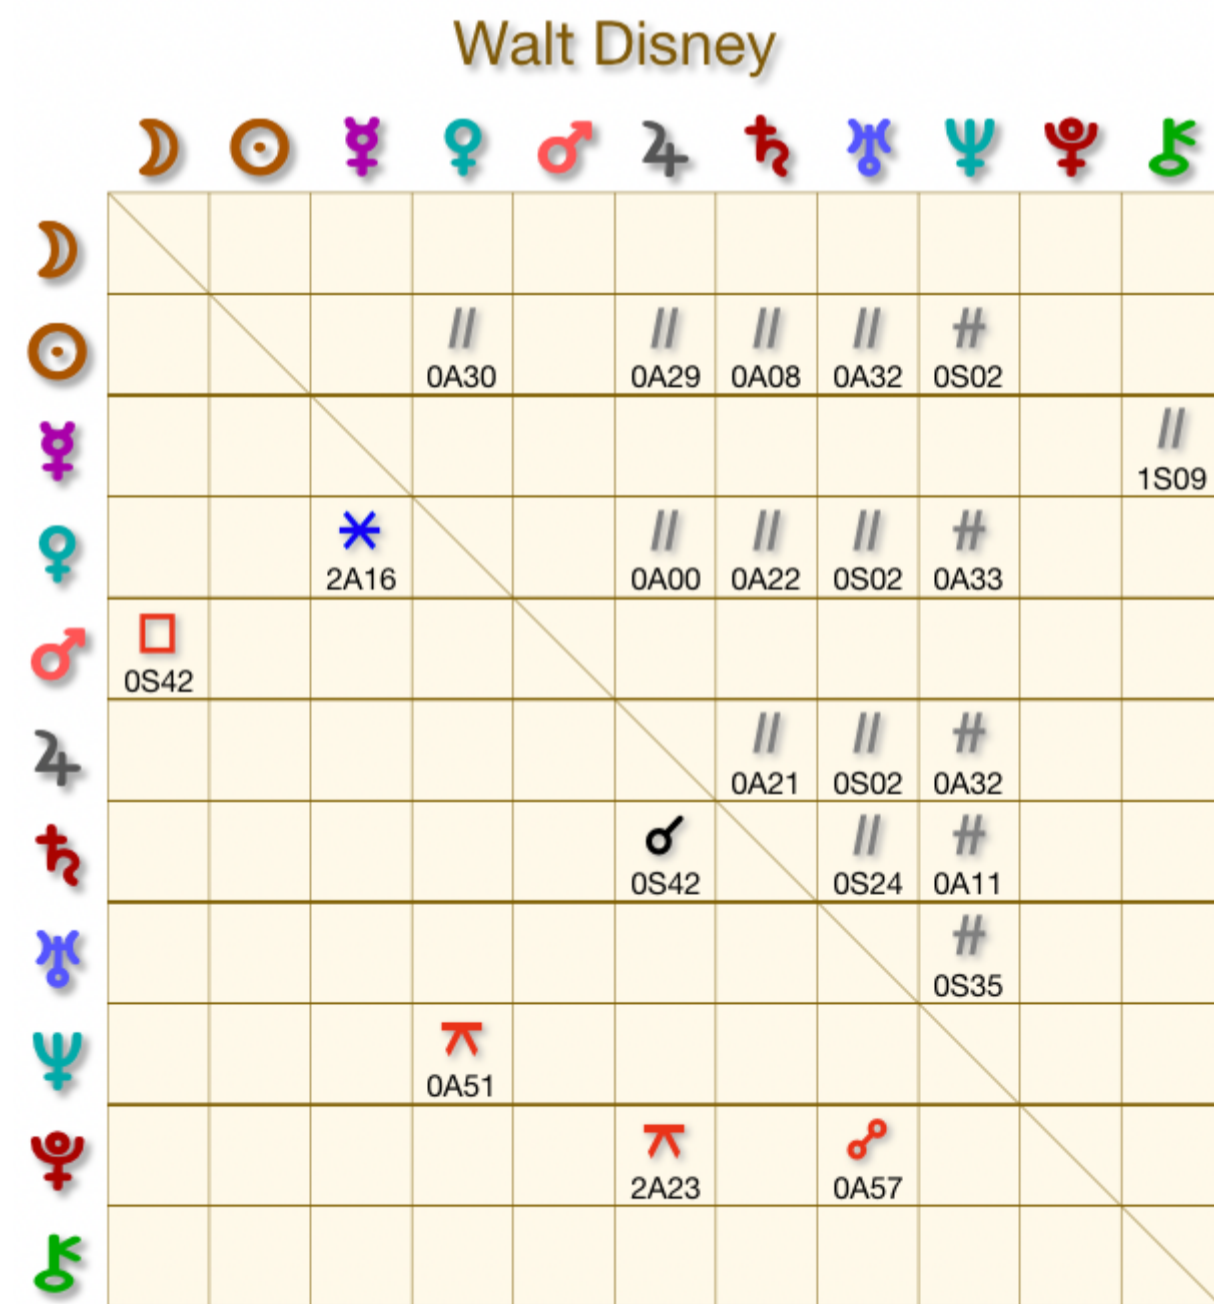 Walt Disney
☽ ☉ ☿ ♀ ♂ ♃ ♄ ♅ ♆ ♇ ⚷
☽
☉ // 0A30 // 0A29 // 0A08 // 0A32 # 0S02
☿ // 1S09
♀ ⚹ 2A16 // 0A00 // 0A22 // 0S02 # 0A33
♂ □ 0S42
♃ // 0A21 // 0S02 # 0A32
♄ ☌ 0S42 // 0S24 # 0A11
♅ # 0S35
♆ ⚻ 0A51
♇ ⚻ 2A23 ☍ 0A57
⚷